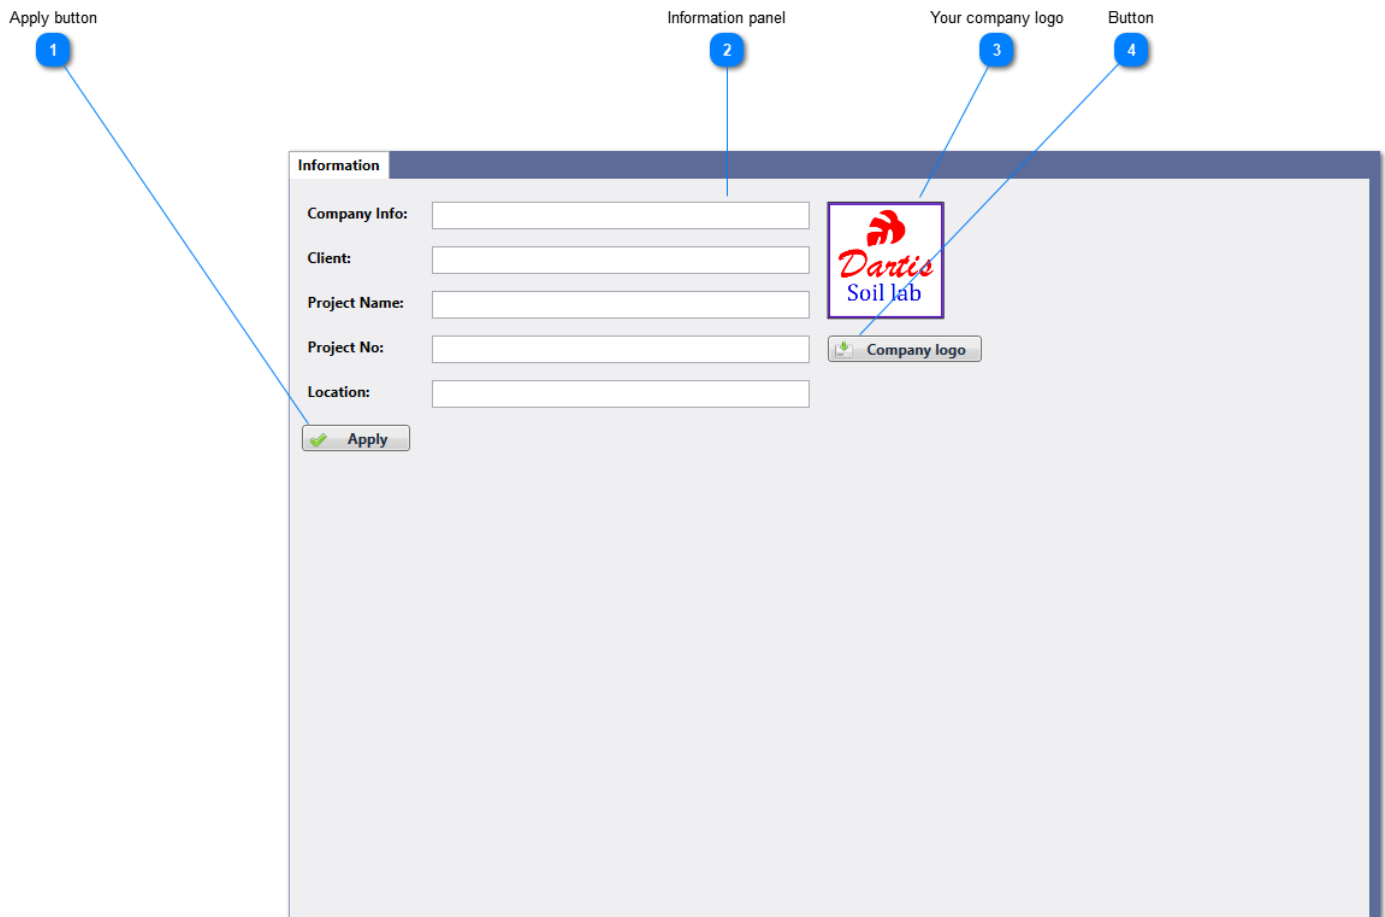 Apply button
Information panel
Your company logo
Button
1
2
3
4
Information
Company Info:
Client:
Project Name:
Project No:
Location:
Dartis
Soil lab
Company logo
Apply